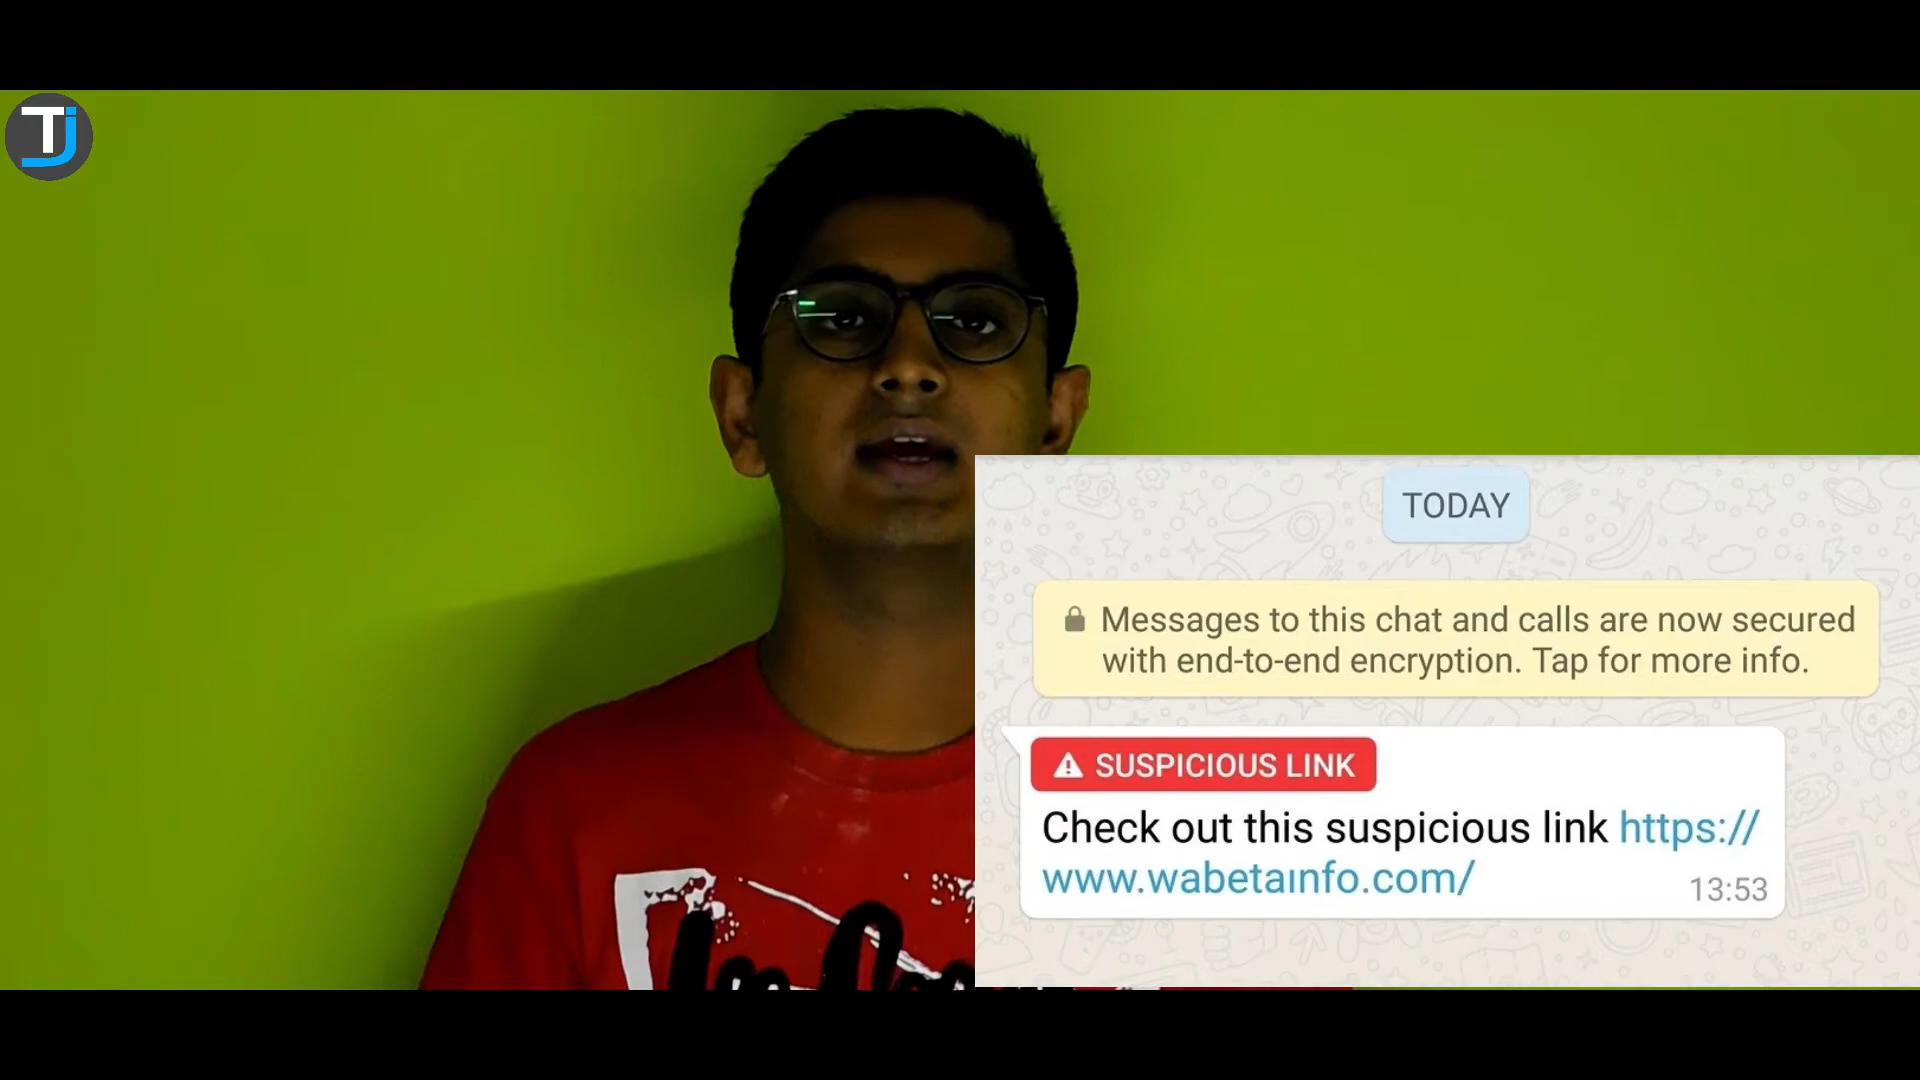 TJ
TODAY
Messages to this chat and calls are now secured
with end-to-end encryption. Tap for more info.
SUSPICIOUS LINK
Check out this suspicious link https://
www.wabetaınfo.com/
13:53